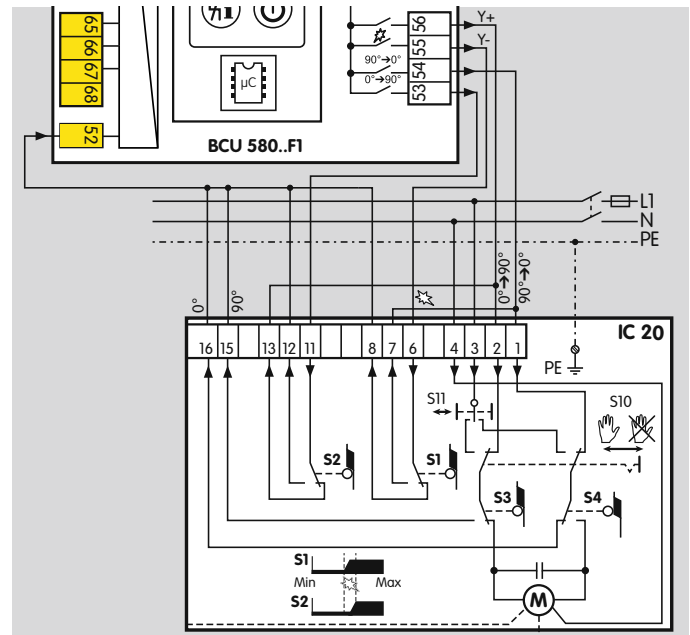 65
66
67
68
52
µC
BCU 580..F1
90°→0°
0°→90°
56
55
54
53
Y+
Y-
L1
N
PE
0°
90°
0°→90°
90°→0°
IC 20
16 15 13 12 11 8 7 6 4 3 2 1
PE
S11
S10
S2
S1
S3
S4
S1
Min Max
S2
M